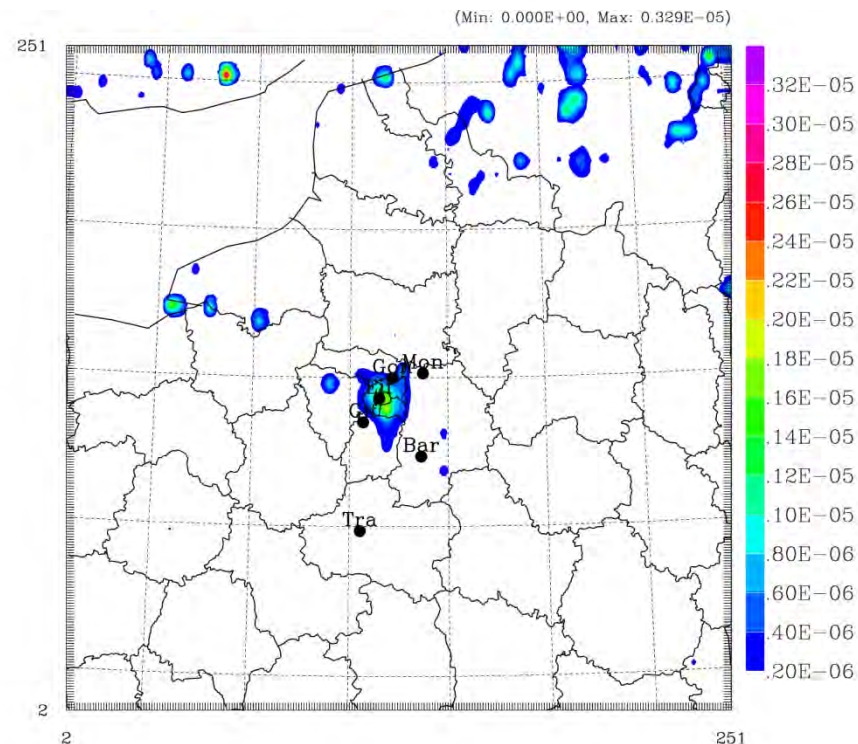 (Min: 0.000E+00, Max: 0.329E-05)
251
.32E-05
.30E-05
.28E-05
.26E-05
.24E-05
.22E-05
.20E-05
.18E-05
.16E-05
.14E-05
.12E-05
.10E-05
.80E-06
.60E-06
.40E-06
.20E-06
Gon
Mon
Bar
Tra
2
2
251